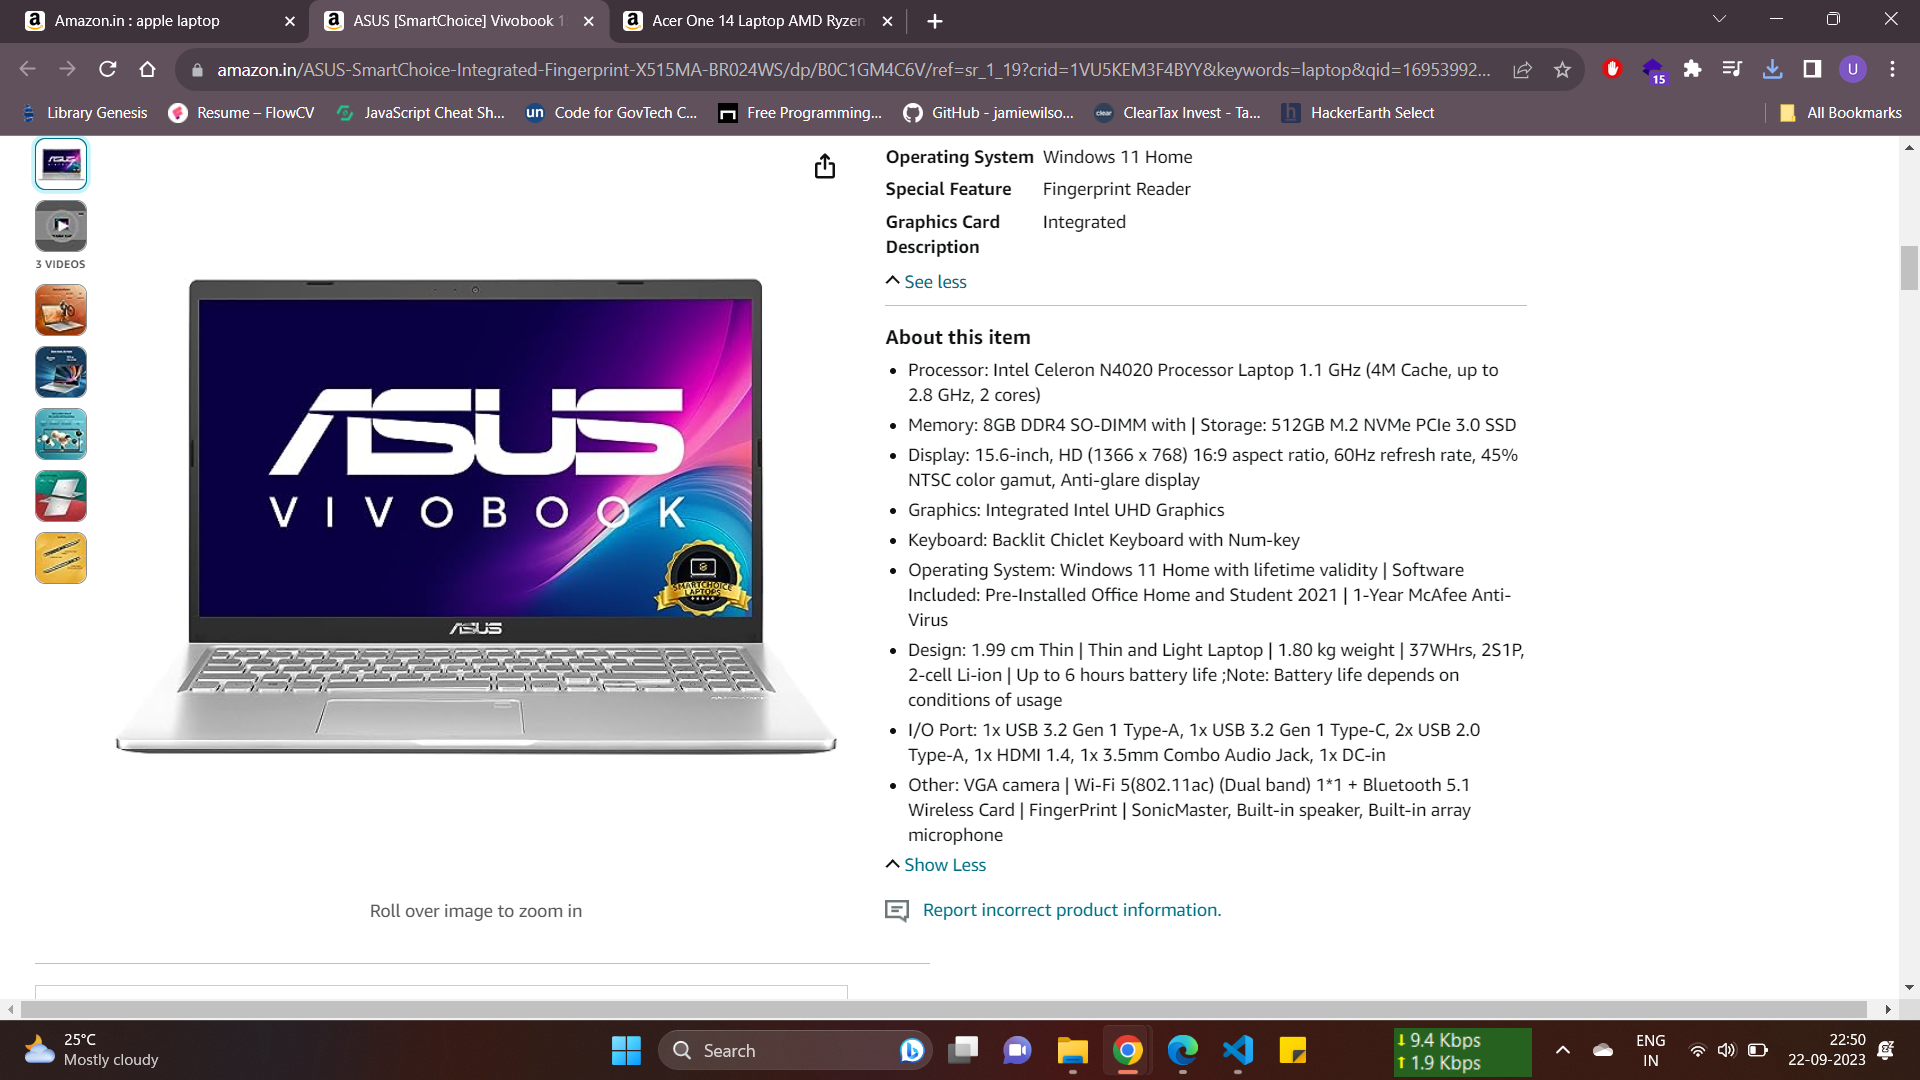 Amazon.in : apple laptop
ASUS [SmartChoice] Vivobook 1
Acer One 14 Laptop AMD Ryzen
amazon.in/ASUS-SmartChoice-Integrated-Fingerprint-X515MA-BR024WS/dp/B0C1GM4C6V/ref=sr_1_19?crid=1VU5KEM3F4BYY&keywords=laptop&qid=16953992...
15
U
Library Genesis
Resume – FlowCV
JavaScript Cheat Sh...
un
Code for GovTech C...
Free Programming...
GitHub - jamiewilso...
clear
ClearTax Invest - Ta...
h
HackerEarth Select
All Bookmarks
3 VIDEOS
ASUS
VIVOBOOK
SMARTCHOICE
LAPTOPS
ASUS
Roll over image to zoom in
Operating System Windows 11 Home
Special Feature Fingerprint Reader
Graphics Card Integrated
Description
See less
About this item
• Processor: Intel Celeron N4020 Processor Laptop 1.1 GHz (4M Cache, up to
2.8 GHz, 2 cores)
• Memory: 8GB DDR4 SO-DIMM with | Storage: 512GB M.2 NVMe PCIe 3.0 SSD
• Display: 15.6-inch, HD (1366 x 768) 16:9 aspect ratio, 60Hz refresh rate, 45%
NTSC color gamut, Anti-glare display
• Graphics: Integrated Intel UHD Graphics
• Keyboard: Backlit Chiclet Keyboard with Num-key
• Operating System: Windows 11 Home with lifetime validity | Software
Included: Pre-Installed Office Home and Student 2021 | 1-Year McAfee Anti-
Virus
• Design: 1.99 cm Thin | Thin and Light Laptop | 1.80 kg weight | 37WHrs, 2S1P,
2-cell Li-ion | Up to 6 hours battery life ;Note: Battery life depends on
conditions of usage
• I/O Port: 1x USB 3.2 Gen 1 Type-A, 1x USB 3.2 Gen 1 Type-C, 2x USB 2.0
Type-A, 1x HDMI 1.4, 1x 3.5mm Combo Audio Jack, 1x DC-in
• Other: VGA camera | Wi-Fi 5(802.11ac) (Dual band) 1*1 + Bluetooth 5.1
Wireless Card | FingerPrint | SonicMaster, Built-in speaker, Built-in array
microphone
Show Less
Report incorrect product information.
25°C
Mostly cloudy
Search
9.4 Kbps
1.9 Kbps
ENG
IN
22:50
22-09-2023